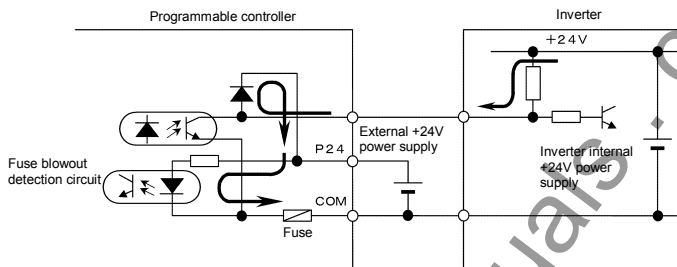 Programmable controller
Inverter
+24V
External +24V
power supply
P24
Inverter internal
+24V power
supply
Fuse blowout
detection circuit
COM
Fuse